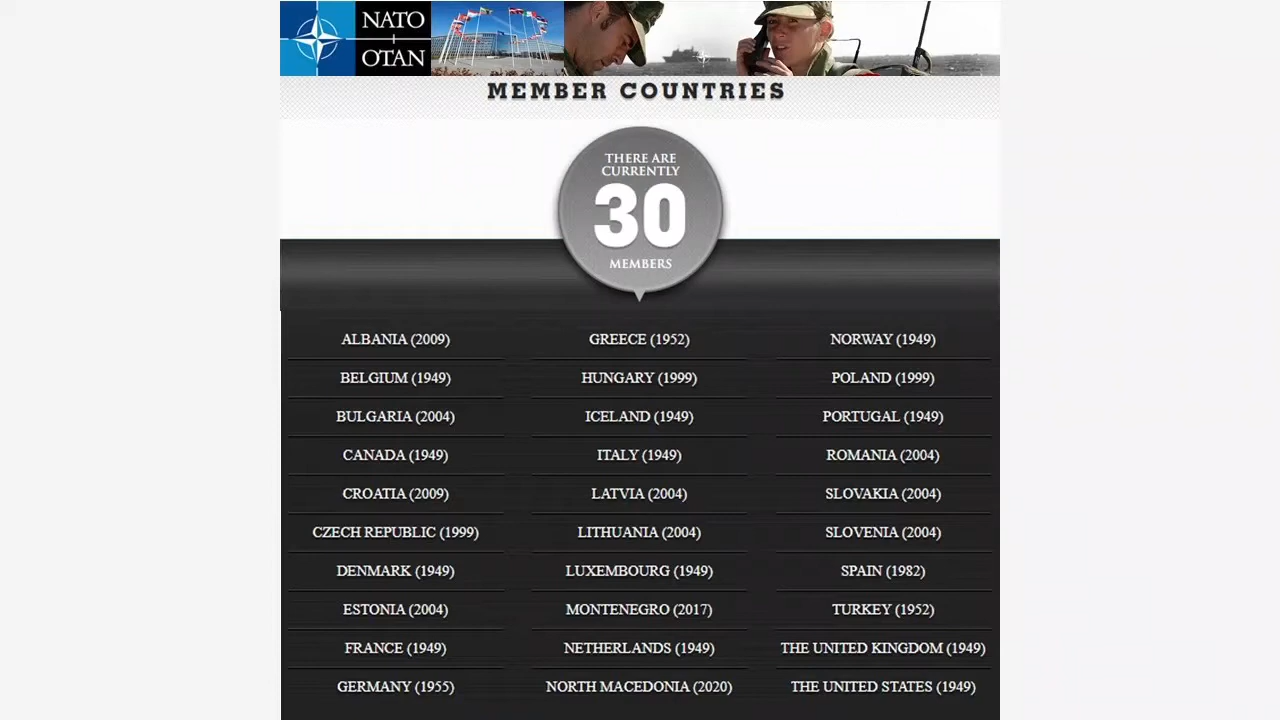 NATO
OTAN
MEMBER COUNTRIES
THERE ARE
CURRENTLY
30
MEMBERS
ALBANIA (2009)
BELGIUM (1949)
BULGARIA (2004)
CANADA (1949)
CROATIA (2009)
CZECH REPUBLIC (1999)
DENMARK (1949)
ESTONIA (2004)
FRANCE (1949)
GERMANY (1955)
GREECE (1952)
HUNGARY (1999)
ICELAND (1949)
ITALY (1949)
LATVIA (2004)
LITHUANIA (2004)
LUXEMBOURG (1949)
MONTENEGRO (2017)
NETHERLANDS (1949)
NORTH MACEDONIA (2020)
NORWAY (1949)
POLAND (1999)
PORTUGAL (1949)
ROMANIA (2004)
SLOVAKIA (2004)
SLOVENIA (2004)
SPAIN (1982)
TURKEY (1952)
THE UNITED KINGDOM (1949)
THE UNITED STATES (1949)